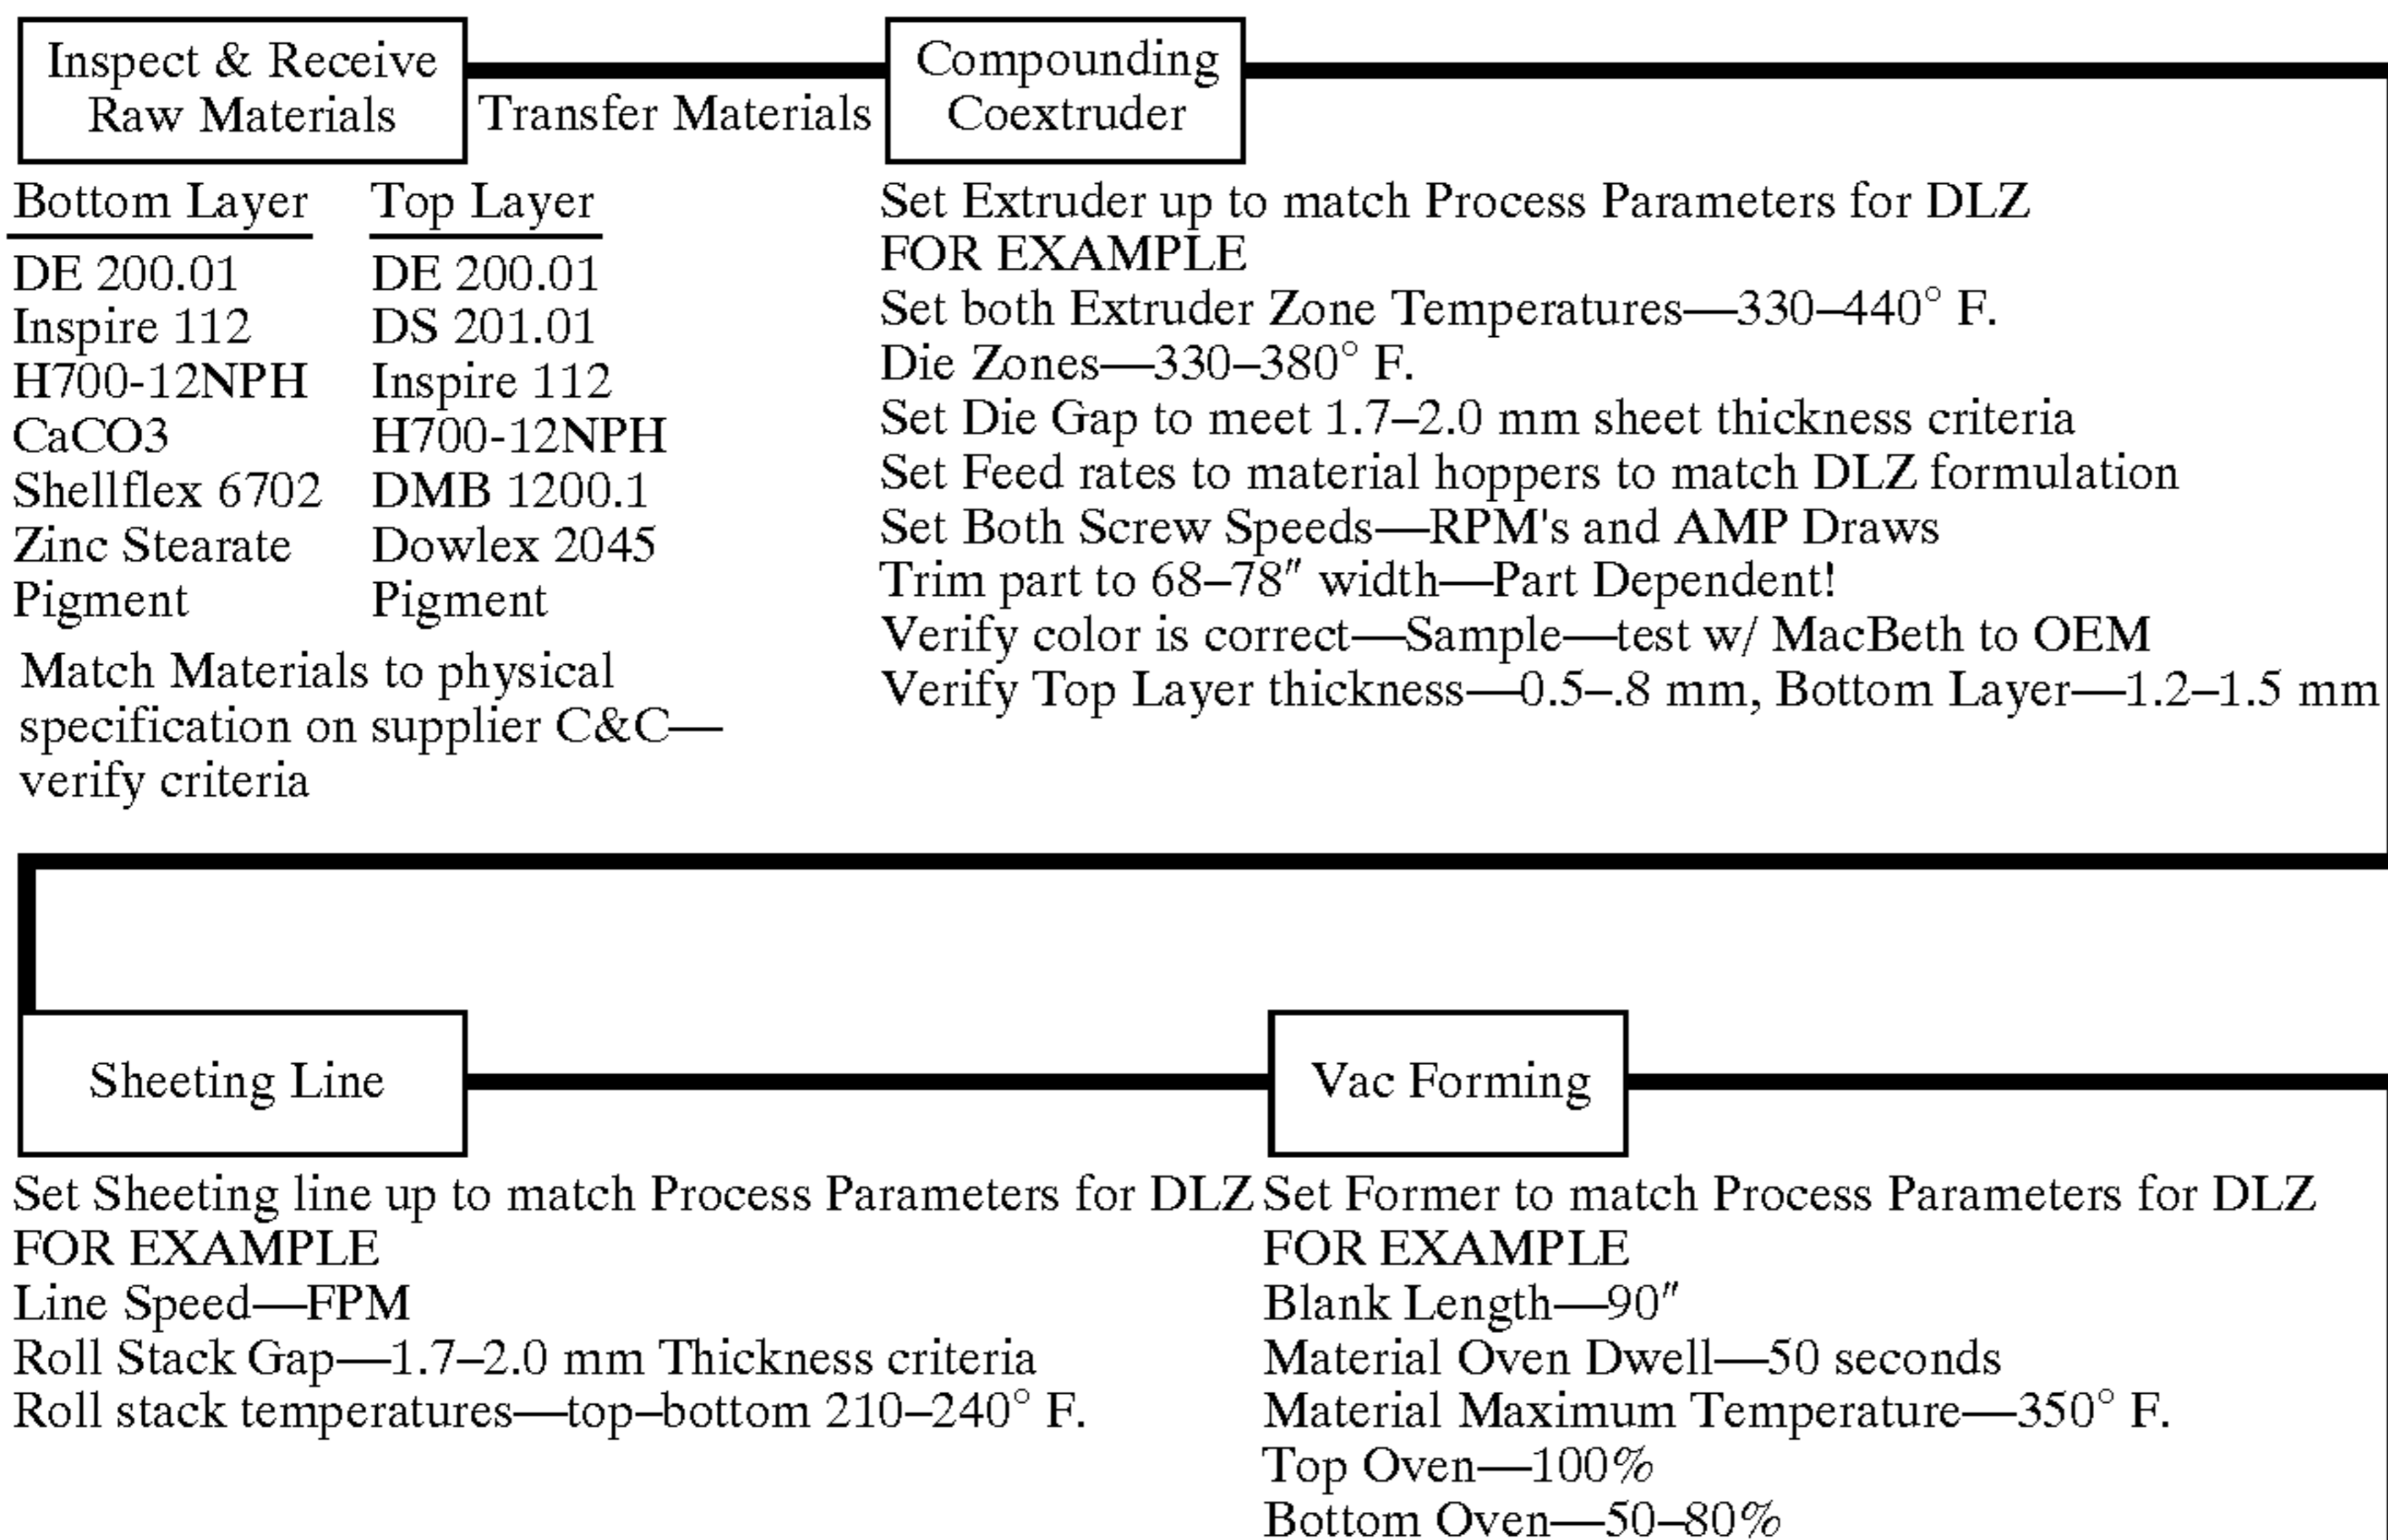 Inspect & Receive
Raw Materials
Transfer Materials
Compounding
Coextruder
Bottom Layer
DE 200.01
Inspire 112
H700-12NPH
CaCO3
Shellflex 6702
Zinc Stearate
Pigment
Top Layer
DE 200.01
DS 201.01
Inspire 112
H700-12NPH
DMB 1200.1
Dowlex 2045
Pigment
Match Materials to physical
specification on supplier C&C—
verify criteria
Set Extruder up to match Process Parameters for DLZ
FOR EXAMPLE
Set both Extruder Zone Temperatures—330–440° F.
Die Zones—330–380° F.
Set Die Gap to meet 1.7–2.0 mm sheet thickness criteria
Set Feed rates to material hoppers to match DLZ formulation
Set Both Screw Speeds—RPM's and AMP Draws
Trim part to 68–78" width—Part Dependent!
Verify color is correct—Sample—test w/ MacBeth to OEM
Verify Top Layer thickness—0.5–.8 mm, Bottom Layer—1.2–1.5 mm
Sheeting Line
Set Sheeting line up to match Process Parameters for DLZ
FOR EXAMPLE
Line Speed—FPM
Roll Stack Gap—1.7–2.0 mm Thickness criteria
Roll stack temperatures—top–bottom 210–240° F.
Vac Forming
Set Former to match Process Parameters for DLZ
FOR EXAMPLE
Blank Length—90"
Material Oven Dwell—50 seconds
Material Maximum Temperature—350° F.
Top Oven—100%
Bottom Oven—50–80%